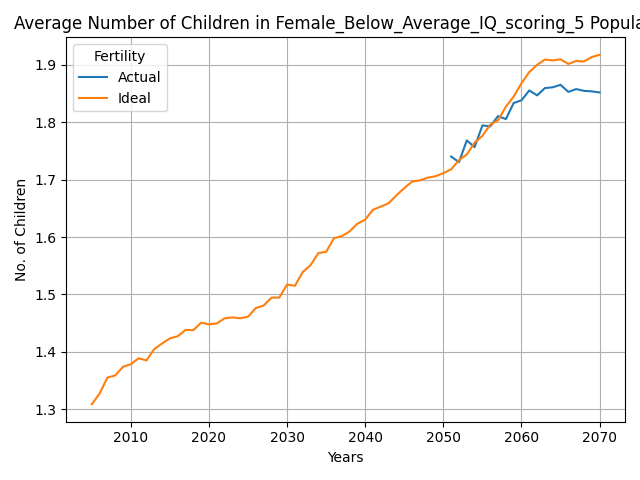 Average Number of Children in Female_Below_Average_IQ_scoring_5 Popula
Fertility
Actual
Ideal
1.9
1.8
1.7
1.6
1.5
1.4
1.3
No. of Children
2010 2020 2030 2040 2050 2060 2070
Years